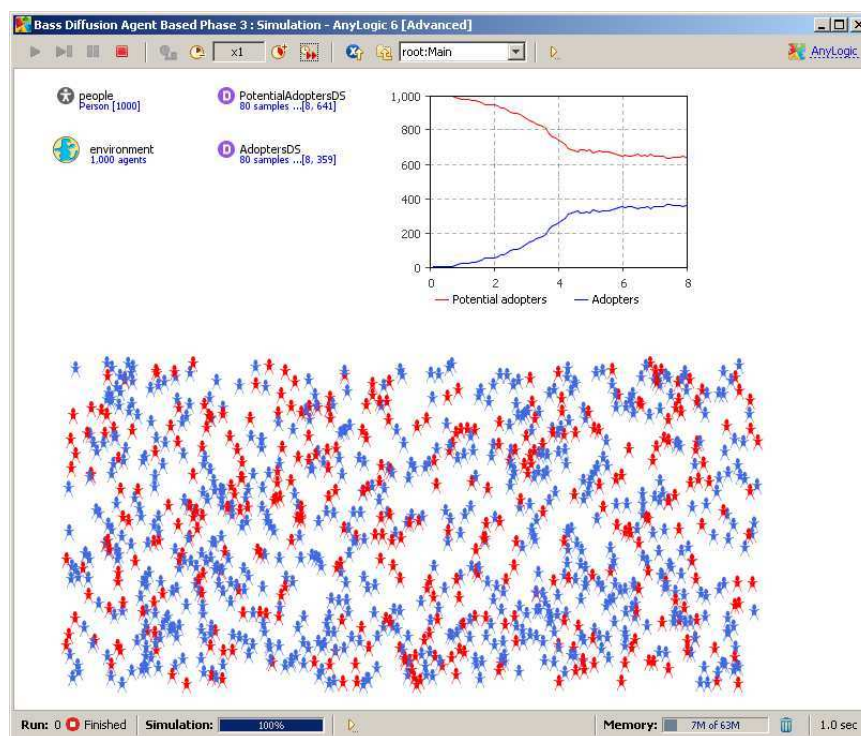 Bass Diffusion Agent Based Phase 3 : Simulation - AnyLogic 6 [Advanced]
x1
root:Main
AnyLogic
people
Person [1000]
PotentialAdoptersDS
80 samples ...[8, 641]
environment
1,000 agents
AdoptersDS
80 samples ...[8, 359]
1,000
800
600
400
200
0
0 2 4 6 8
Potential adopters Adopters
Run: 0 Finished Simulation: 100% Memory: 7M of 63M 1.0 sec